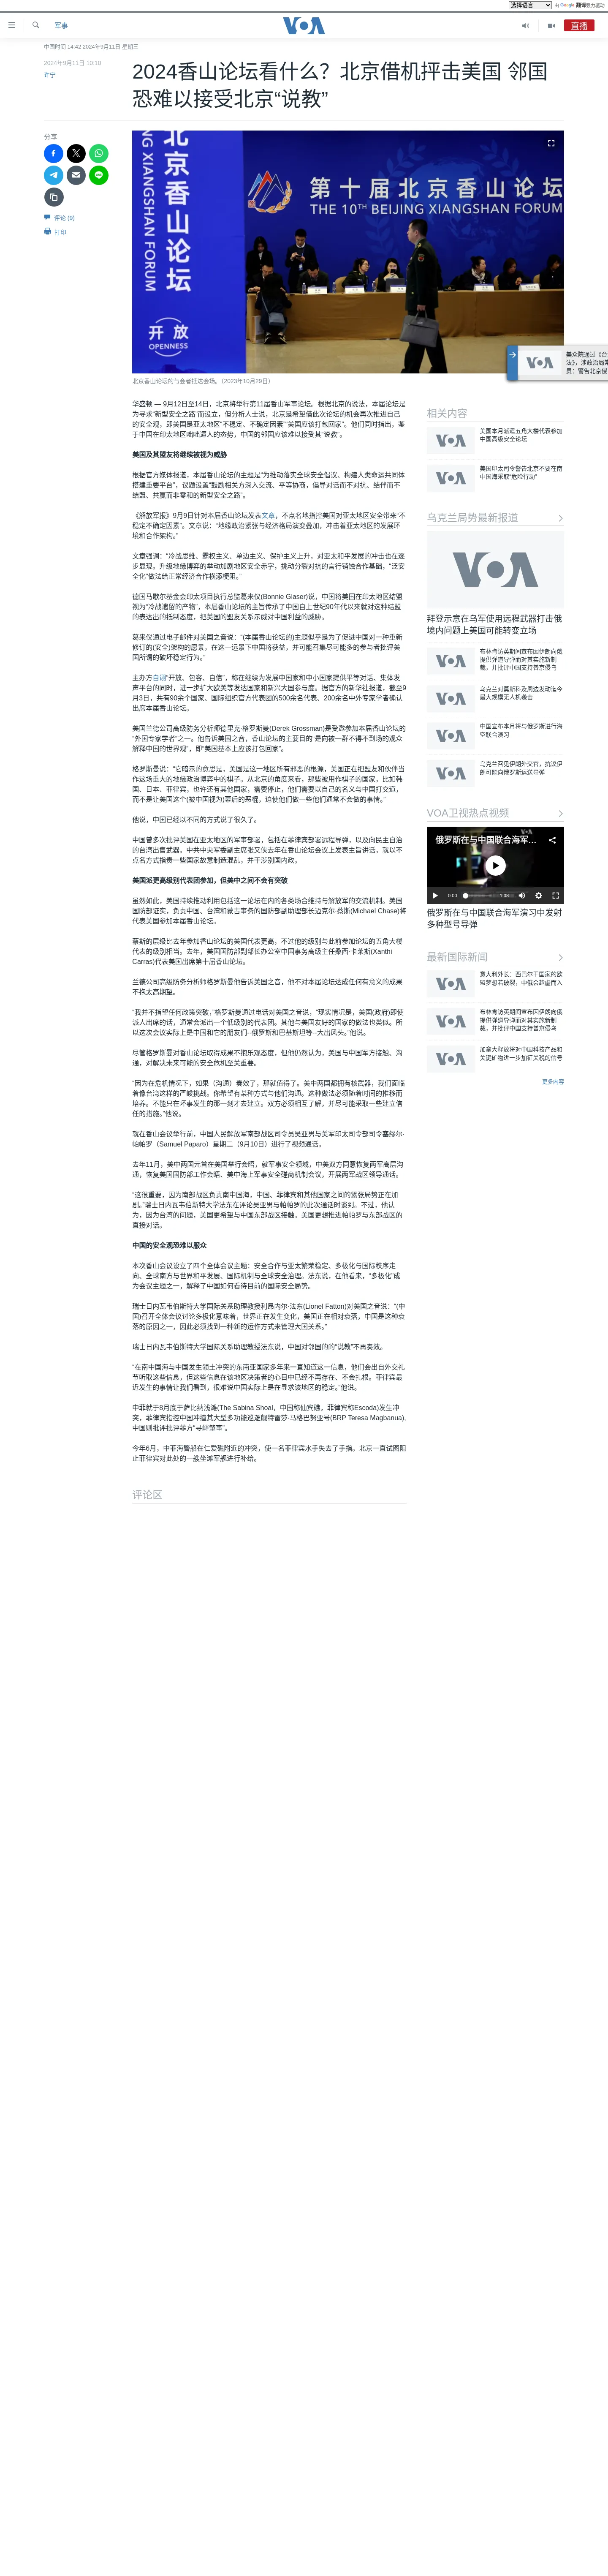 选择语言
由 Google 翻译强力驱动
军事
VOA
直播
中国时间 14:42 2024年9月11日 星期三
2024年9月11日 10:10
许宁
2024香山论坛看什么？北京借机抨击美国 邻国
恐难以接受北京“说教”
分享
评论 (9)
打印
北京香山论坛
BEIJING XIANGSHAN FORUM
开放
OPENNESS
第十届北京香山论坛
THE 10th BEIJING XIANGSHAN FORUM
北京香山论坛的与会者抵达会场。（2023年10月29日）
美众院通过《台
法》，涉政治局常
员：警告北京侵
华盛顿 — 9月12日至14日，北京将举行第11届香山军事论坛。根据北京的说法，本届论坛是
为寻求“新型安全之路”而设立，但分析人士说，北京是希望借此次论坛的机会再次推进自己
的安全观，即美国是亚太地区“不稳定、不确定因素”“美国应该打包回家”。他们同时指出，鉴
于中国在印太地区咄咄逼人的态势，中国的邻国应该难以接受其“说教”。
美国及其盟友将继续被视为威胁
根据官方媒体报道，本届香山论坛的主题是“为推动落实全球安全倡议、构建人类命运共同体
搭建重要平台”，议题设置“鼓励相关方深入交流、平等协商，倡导对话而不对抗、结伴而不
结盟、共赢而非零和的新型安全之路”。
《解放军报》9月9日针对本届香山论坛发表文章，不点名地指控美国对亚太地区安全带来“不
稳定不确定因素”。文章说：“地缘政治紧张与经济格局演变叠加，冲击着亚太地区的发展环
境和合作架构。”
文章强调：“冷战思维、霸权主义、单边主义、保护主义上升，对亚太和平发展的冲击也在逐
步显现。升级地缘博弈的举动加剧地区安全赤字，挑动分裂对抗的言行销蚀合作基础，“泛安
全化”做法给正常经济合作横添梗阻。”
德国马歇尔基金会印太项目执行总监葛来仪(Bonnie Glaser)说，中国将美国在印太地区结盟
视为“冷战遗留的产物”，本届香山论坛的主旨传承了中国自上世纪90年代以来就对这种结盟
的表达出的抵制态度，把美国的盟友关系示威对中国利益的威胁。
葛来仪通过电子邮件对美国之音说：“(本届香山论坛的)主题似乎是为了促进中国对一种重新
修订的(安全)架构的愿景，在这一远景下中国将获益，并可能召集尽可能多的参与者批评美
国所谓的破坏稳定行为。”
主办方自诩“开放、包容、自信”，称在继续为发展中国家和中小国家提供平等对话、集体发
声平台的同时，进一步扩大欧美等发达国家和新兴大国参与度。据官方的新华社报道，截至9
月3日，共有90余个国家、国际组织官方代表团的500余名代表、200余名中外专家学者确认
出席本届香山论坛。
美国兰德公司高级防务分析师德里克·格罗斯曼(Derek Grossman)是受邀参加本届香山论坛的
“外国专家学者”之一。他告诉美国之音，香山论坛的主要目的“是向被一群不得不到场的观众
解释中国的世界观”，即“美国基本上应该打包回家”。
格罗斯曼说：“它暗示的意思是，美国是这一地区所有邪恶的根源，美国正在把盟友和伙伴当
作这场重大的地缘政治博弈中的棋子。从北京的角度来看，那些被用作棋子的国家，比如韩
国、日本、菲律宾，也许还有其他国家，需要停止，他们需要以自己的名义与中国打交道，
而不是让美国这个(被中国视为)幕后的恶棍，迫使他们做一些他们通常不会做的事情。”
他说，中国已经以不同的方式说了很久了。
中国曾多次批评美国在亚太地区的军事部署，包括在菲律宾部署远程导弹，以及向民主自治
的台湾出售武器。中国军委副主席张又侠去年在香山论坛会议上发表主旨讲话，就以不点名方式指责一些国家故意制造混乱，并干涉别国内政。
美国派更高级别代表团参加，但美中之间不会有突破
虽然如此，美国持续推动利用包括这一论坛在内的各类场合维持与解放军的交流机制。美国
国防部证实，负责中国、台湾和蒙古事务的国防部副助理部长迈克尔·蔡斯(Michael Chase)将
代表美国参加本届香山论坛。
蔡斯的层级比去年参加香山论坛的美国代表更高，不过他的级别与此前参加论坛的五角大楼
代表的级别相当。去年，美国国防部副部长办公室中国事务高级主任桑西·卡莱斯(Xanthi
Carras)代表美国出席第十届香山论坛。
兰德公司高级防务分析师格罗斯曼他告诉美国之音，他不对本届论坛达成任何有意义的成果
不抱太高期望。
“我并不指望任何政策突破，”格罗斯曼通过电话对美国之音说，“现实情况是，美国(政府)即使
派人出席的话，通常会派出一个低级别的代表团。其他与美国友好的国家的做法也类似。所
以这次会议实际上是中国和它的朋友们--俄罗斯和巴基斯坦等--大出风头。”他说。
尽管格罗斯曼对香山论坛取得成果不抱乐观态度，但他仍然认为，美国与中国军方接触、沟
通，对解决未来可能的安全危机至关重要。
“因为在危机情况下，如果（沟通）奏效了，那就值得了。美中两国都拥有核武器，我们面临
着像台湾这样的严峻挑战。你希望有某种方式与他们沟通。这种做法必须随着时间的推移而
培养。不能只在坏事发生的那一刻才去建立。双方必须相互了解，并尽可能采取一些建立信
任的措施。”他说。
就在香山会议举行前，中国人民解放军南部战区司令员吴亚男与美军印太司令部司令塞缪尔·
帕帕罗（Samuel Paparo）星期二（9月10日）进行了视频通话。
去年11月，美中两国元首在美国举行会晤，就军事安全领域，中美双方同意恢复两军高层沟
通，恢复美国国防部工作会晤、美中海上军事安全磋商机制会议，开展两军战区领导通话。
“这很重要，因为南部战区负责南中国海，中国、菲律宾和其他国家之间的紧张局势正在加
剧。”瑞士日内瓦韦伯斯特大学法东在评论吴亚男与帕帕罗的此次通话时谈到。不过，他认
为，因为台湾的问题，美国更希望与中国东部战区接触。美国更想推进帕帕罗与东部战区的
直接对话。
中国的安全观恐难以服众
本次香山会议设立了四个全体会议主题：安全合作与亚太繁荣稳定、多极化与国际秩序走
向、全球南方与世界和平发展、国际机制与全球安全治理。法东说，在他看来，“多极化”成
为会议主题之一，解释了中国如何看待目前的国际安全局势。
瑞士日内瓦韦伯斯特大学国际关系助理教授利昂内尔·法东(Lionel Fatton)对美国之音说：“(中
国)召开全体会议讨论多极化意味着，世界正在发生变化，美国正在相对衰落，中国是这种衰
落的原因之一，因此必须找到一种新的运作方式来管理大国关系。”
瑞士日内瓦韦伯斯特大学国际关系助理教授法东说，中国对邻国的的“说教”不再奏效。
“在南中国海与中国发生领土冲突的东南亚国家多年来一直知道这一信息，他们会出自外交礼
节听取这些信息，但这些信息在该地区决策者的心目中已经不再存在、不会扎根。菲律宾最
近发生的事情让我们看到，很难说中国实际上是在寻求该地区的稳定。”他说。
中菲就于8月底于萨比纳浅滩(The Sabina Shoal，中国称仙宾礁，菲律宾称Escoda)发生冲
突，菲律宾指控中国冲撞其大型多功能巡逻舰特雷莎·马格巴努亚号(BRP Teresa Magbanua),
中国则批评批评菲方“寻衅肇事”。
今年6月，中菲海警船在仁爱礁附近的冲突，使一名菲律宾水手失去了手指。北京一直试图阻
止菲律宾对此处的一艘坐滩军舰进行补给。
评论区
相关内容
美国本月派遣五角大楼代表参加
中国高级安全论坛
美国印太司令警告北京不要在南
中国海采取“危险行动”
乌克兰局势最新报道
拜登示意在乌军使用远程武器打击俄
境内问题上美国可能转变立场
布林肯访英期间宣布因伊朗向俄
提供弹道导弹而对其实施新制
裁，并批评中国支持普京侵乌
乌克兰对莫斯科及周边发动迄今
最大规模无人机袭击
中国宣布本月将与俄罗斯进行海
空联合演习
乌克兰召见伊朗外交官，抗议伊
朗可能向俄罗斯运送导弹
VOA卫视热点视频
俄罗斯在与中国联合海军...
0:00
1:08
俄罗斯在与中国联合海军演习中发射
多种型号导弹
最新国际新闻
意大利外长：西巴尔干国家的欧
盟梦想若破裂，中俄会趁虚而入
布林肯访英期间宣布因伊朗向俄
提供弹道导弹而对其实施新制
裁，并批评中国支持普京侵乌
加拿大释放将对中国科技产品和
关键矿物进一步加征关税的信号
更多内容